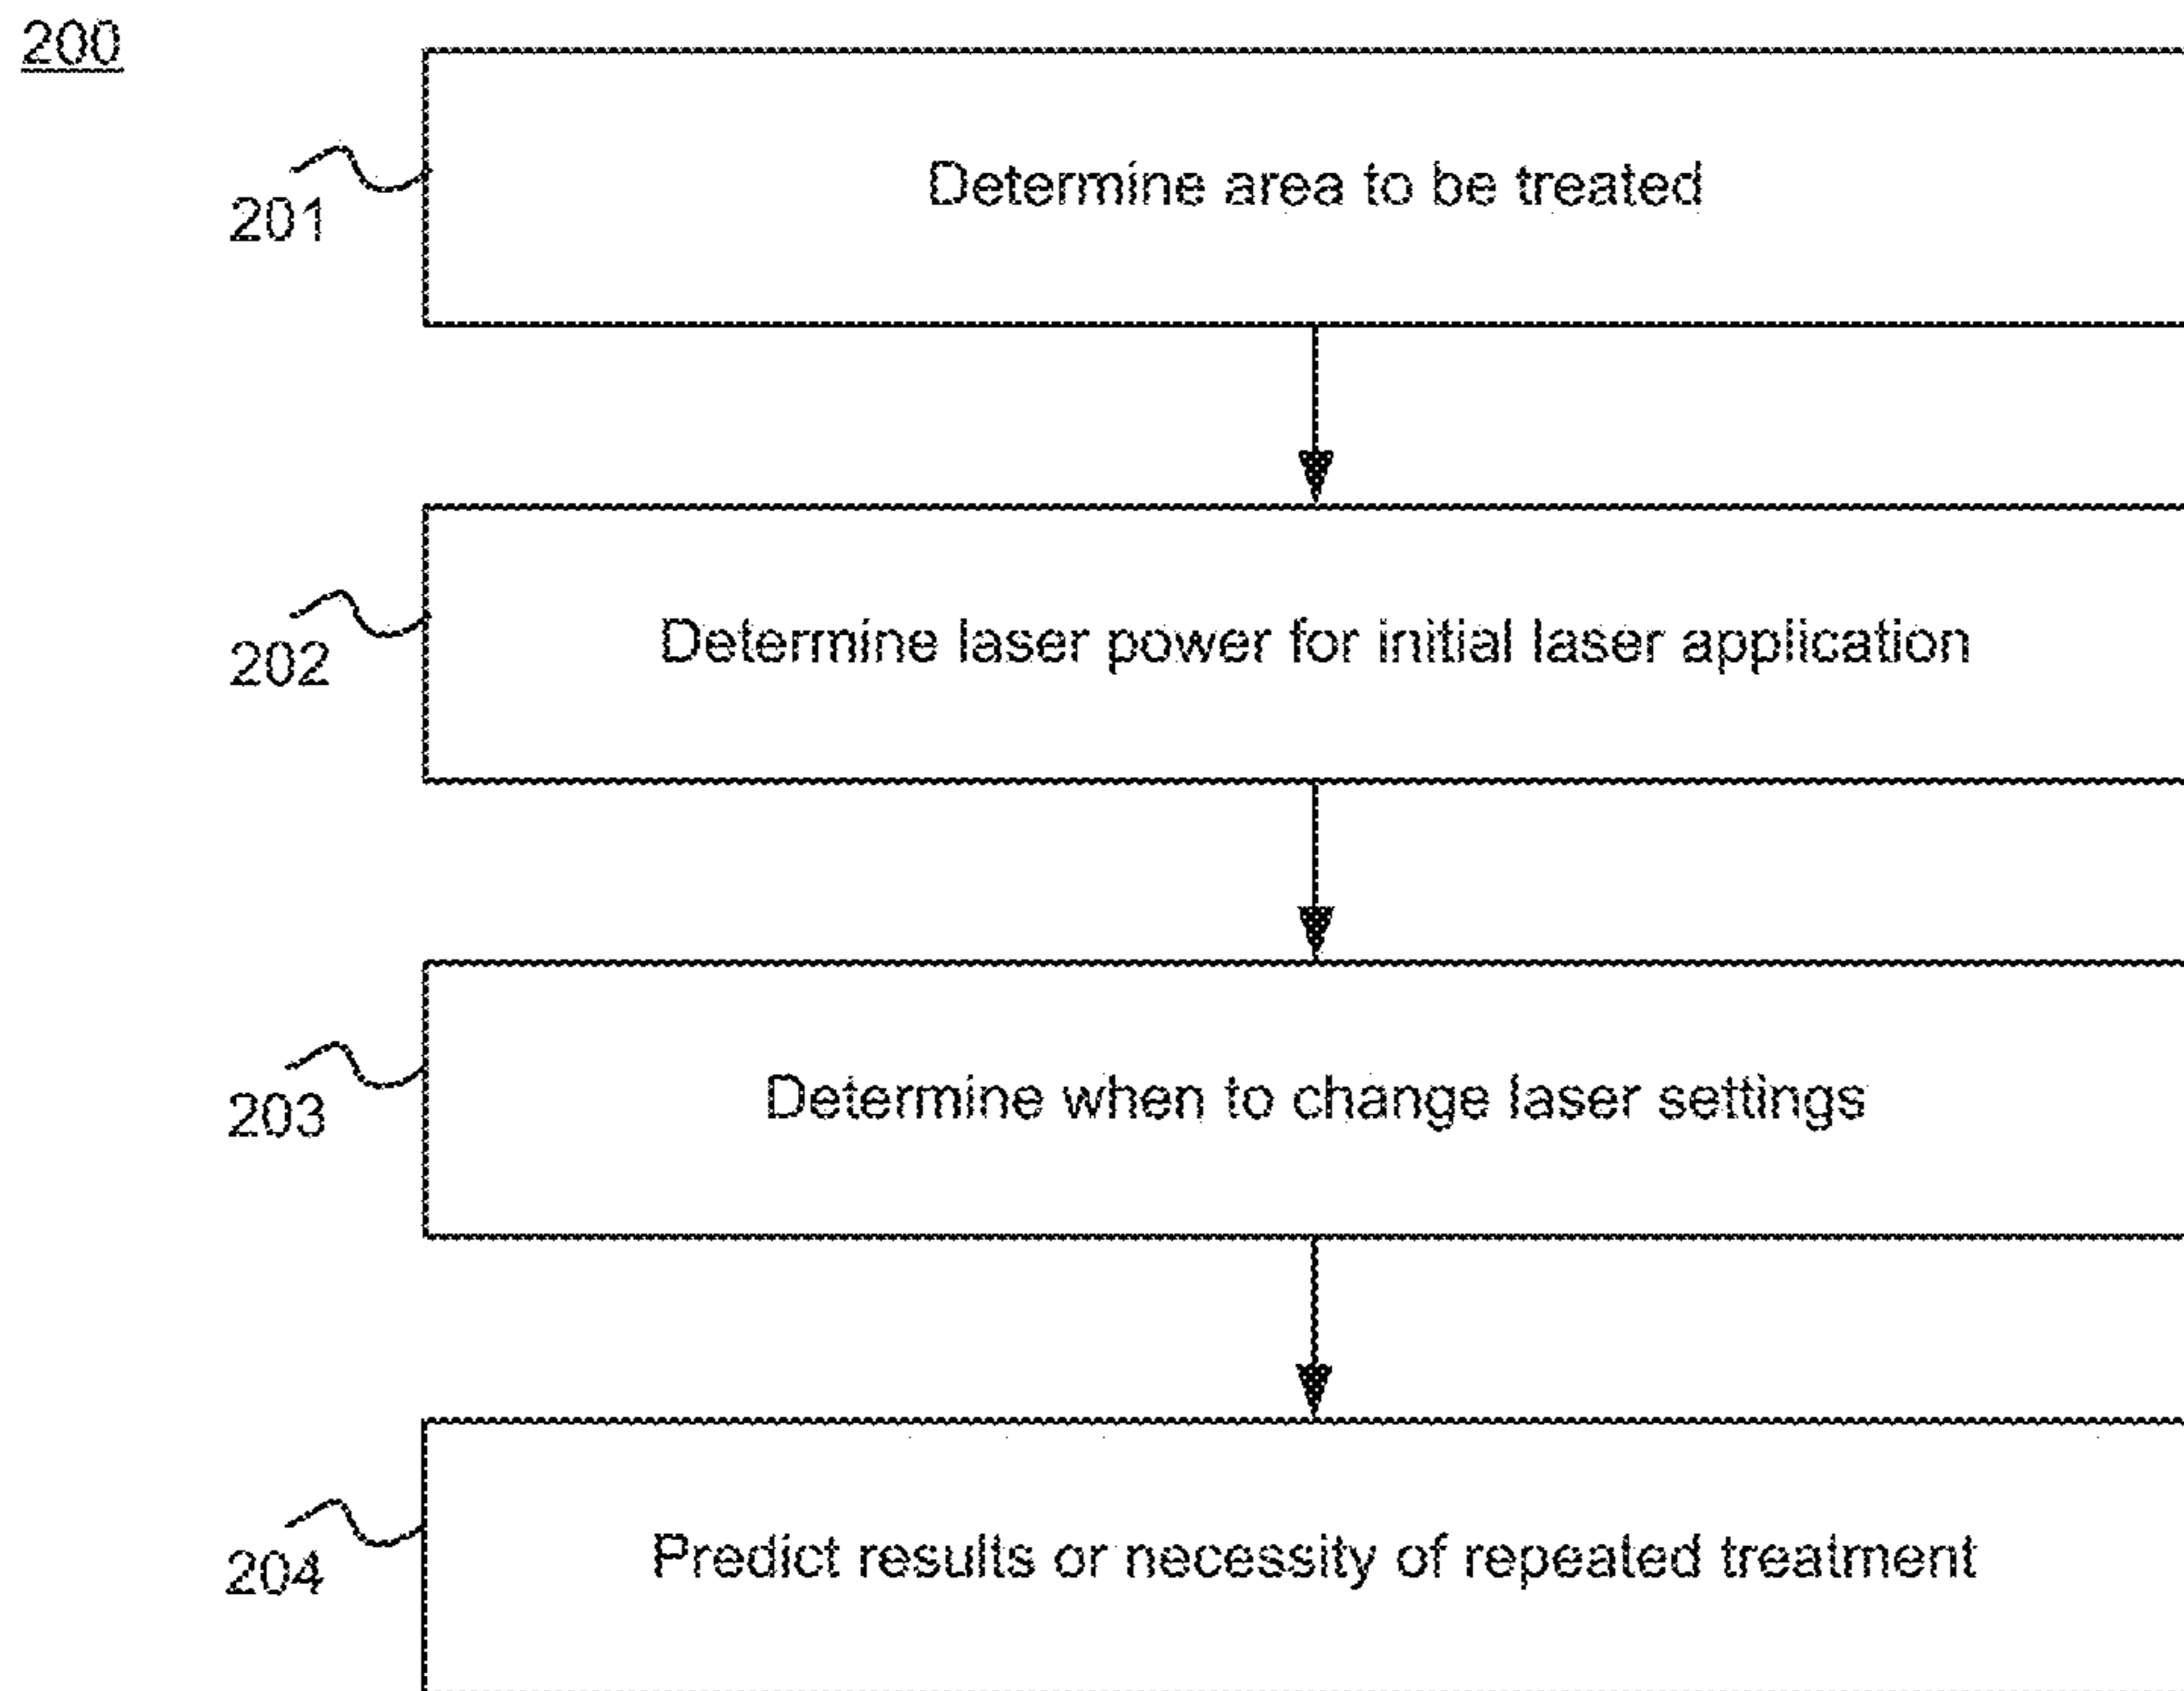 200
Determine area to be treated
201
Determine laser power for initial laser application
202
Determine when to change laser settings
203
Predict results or necessity of repeated treatment
204